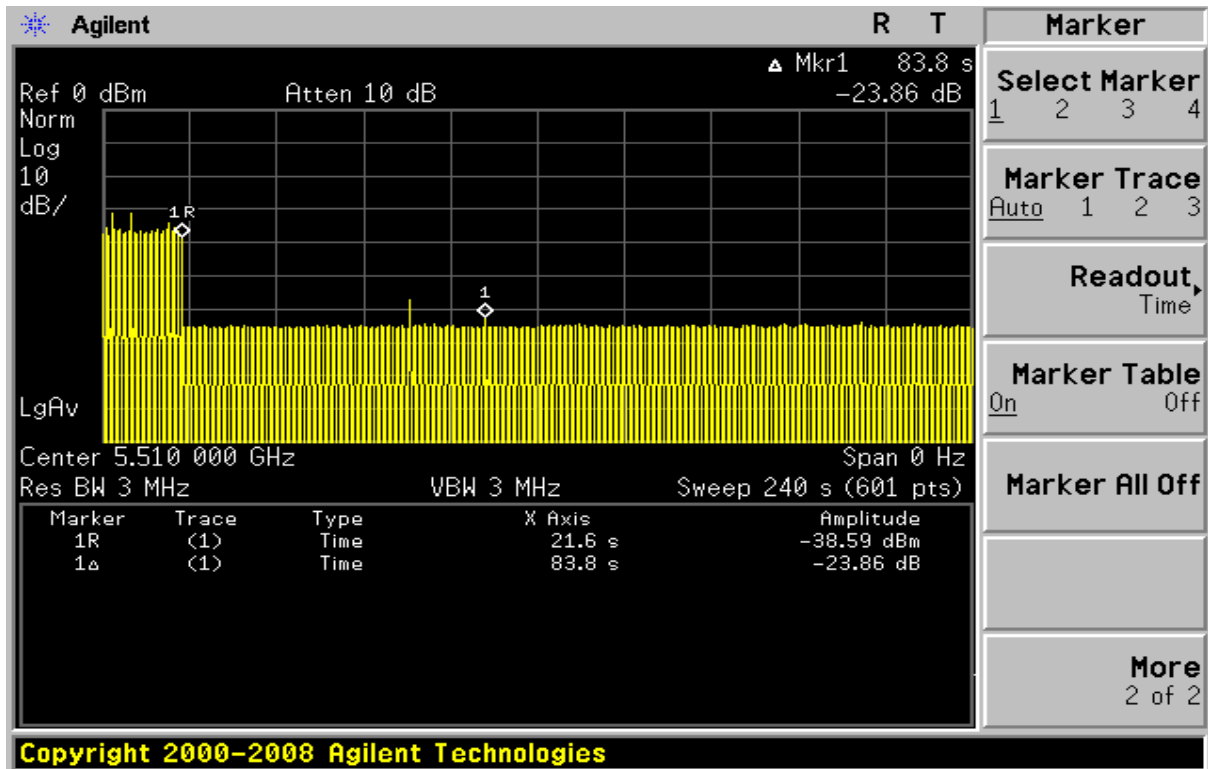 Agilent R T
Δ Mkr1 83.8 s
Ref 0 dBm Atten 10 dB −23.86 dB
Norm
Log
10
dB/
1R
1
LgAv
Center 5.510 000 GHz Span 0 Hz
Res BW 3 MHz VBW 3 MHz Sweep 240 s (601 pts)
Marker Trace Type X Axis Amplitude
1R (1) Time 21.6 s −38.59 dBm
1Δ (1) Time 83.8 s −23.86 dB
Marker
Select Marker
1 2 3 4
Marker Trace
Auto 1 2 3
Readout
Time
Marker Table
On Off
Marker All Off
More
2 of 2
Copyright 2000−2008 Agilent Technologies